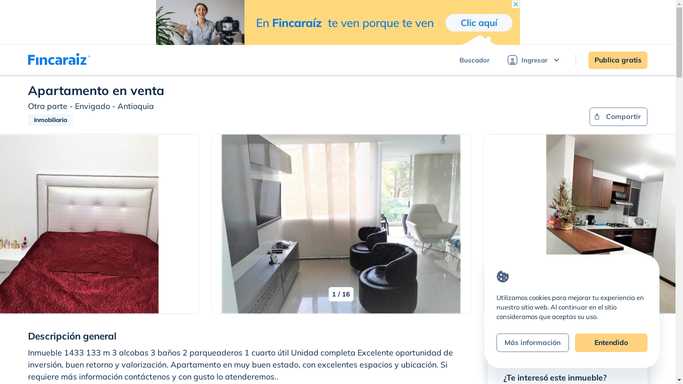 En Fincaraíz te ven porque te ven
Clic aquí
Fincaraiz
Buscador
Ingresar
Publica gratis
Apartamento en venta
Otra parte - Envigado - Antioquia
Inmobiliaria
Compartir
1 / 16
Utilizamos cookies para mejorar tu experiencia en
nuestro sitio web. Al continuar en el sitio
consideramos que aceptas su uso.
Más información
Entendido
Descripción general
Inmueble 1433 133 m 3 alcobas 3 baños 2 parqueaderos 1 cuarto útil Unidad completa Excelente oportunidad de
inversión, buen retorno y valorización. Apartamento en muy buen estado, con excelentes espacios y ubicación. Si
requiere más información contáctenos y con gusto lo atenderemos..
¿Te interesó este inmueble?